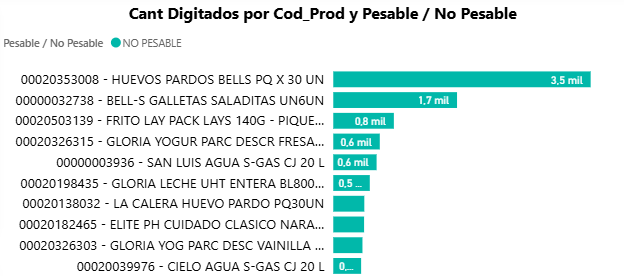 Cant Digitados por Cod_Prod y Pesable / No Pesable
Pesable / No Pesable NO PESABLE
00020353008 - HUEVOS PARDOS BELLS PQ X 30 UN 3,5 mil
00000032738 - BELL-S GALLETAS SALADITAS UN6UN 1,7 mil
00020503139 - FRITO LAY PACK LAYS 140G - PIQUE... 0,8 mil
00020326315 - GLORIA YOGUR PARC DESCR FRESA... 0,6 mil
00000003936 - SAN LUIS AGUA S-GAS CJ 20 L 0,6 mil
00020198435 - GLORIA LECHE UHT ENTERA BL800... 0,5 ...
00020138032 - LA CALERA HUEVO PARDO PQ30UN
00020182465 - ELITE PH CUIDADO CLASICO NARA...
00020326303 - GLORIA YOG PARC DESC VAINILLA ...
00020039976 - CIELO AGUA S-GAS CJ 20 L 0,...